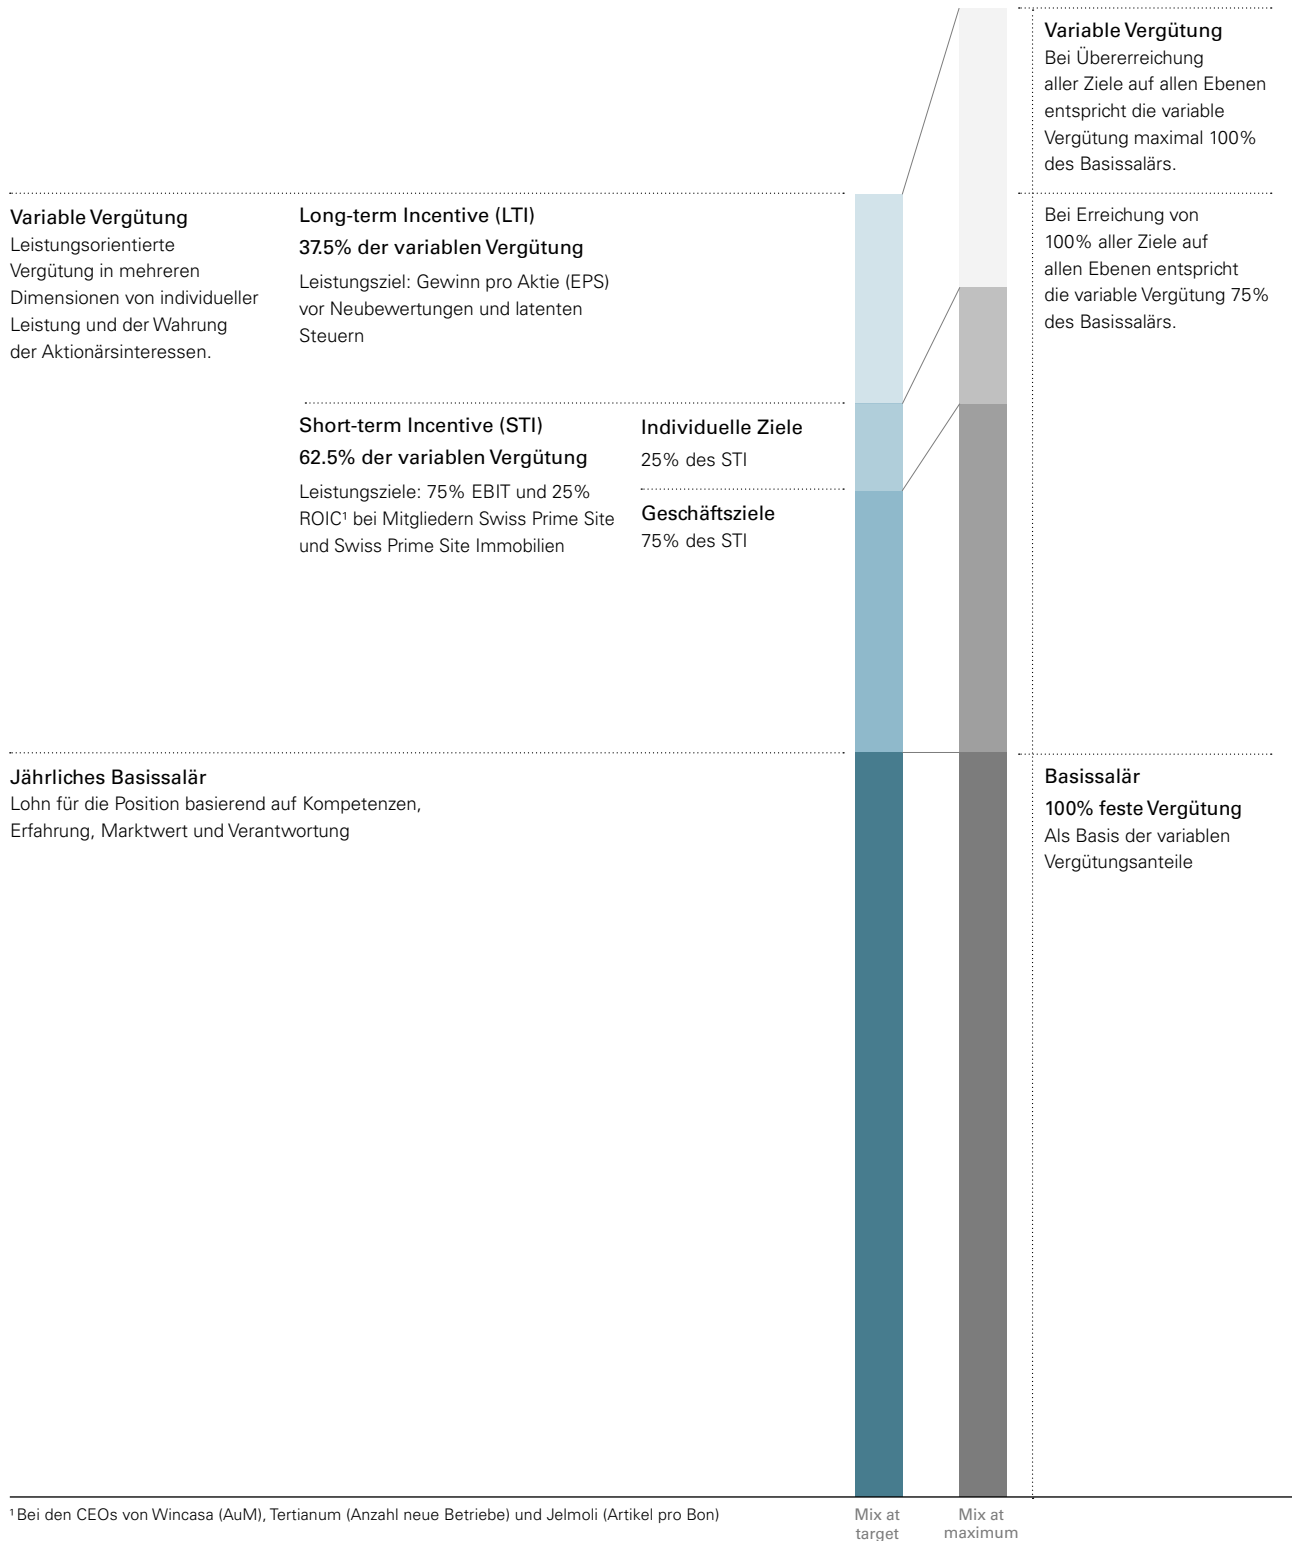 Variable Vergütung
Bei Übererreichung
aller Ziele auf allen Ebenen
entspricht die variable
Vergütung maximal 100%
des Basissalärs.
Variable Vergütung
Leistungsorientierte
Vergütung in mehreren
Dimensionen von individueller
Leistung und der Wahrung
der Aktionärsinteressen.
Long-term Incentive (LTI)
37.5% der variablen Vergütung
Leistungsziel: Gewinn pro Aktie (EPS)
vor Neubewertungen und latenten
Steuern
Bei Erreichung von
100% aller Ziele auf
allen Ebenen entspricht
die variable Vergütung 75%
des Basissalärs.
Short-term Incentive (STI)
62.5% der variablen Vergütung
Leistungsziele: 75% EBIT und 25%
ROIC¹ bei Mitgliedern Swiss Prime Site
und Swiss Prime Site Immobilien
Individuelle Ziele
25% des STI
Geschäftsziele
75% des STI
Jährliches Basissalär
Lohn für die Position basierend auf Kompetenzen,
Erfahrung, Marktwert und Verantwortung
Basissalär
100% feste Vergütung
Als Basis der variablen
Vergütungsanteile
¹ Bei den CEOs von Wincasa (AuM), Tertianum (Anzahl neue Betriebe) und Jelmoli (Artikel pro Bon)
Mix at
target
Mix at
maximum